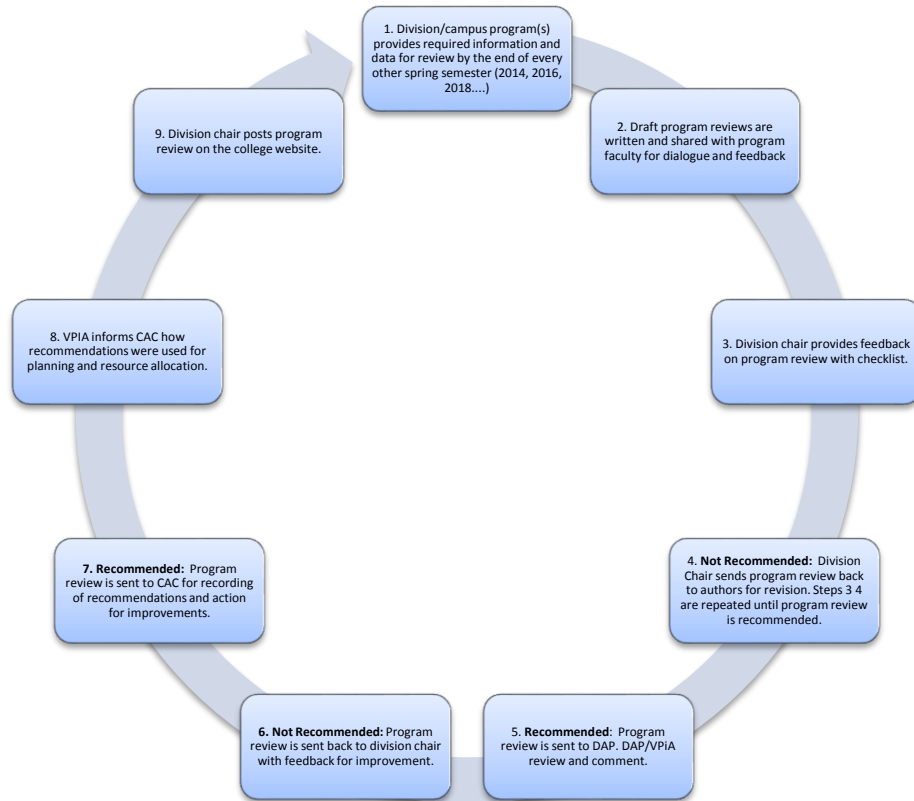 1. Division/campus program(s)
provides required information and
data for review by the end of every
other spring semester (2014, 2016,
2018....)
2. Draft program reviews are
written and shared with program
faculty for dialogue and feedback
3. Division chair provides feedback
on program review with checklist.
4. Not Recommended: Division
Chair sends program review back
to authors for revision. Steps 3 4
are repeated until program review
is recommended.
5. Recommended: Program
review is sent to DAP. DAP/VPiA
review and comment.
6. Not Recommended: Program
review is sent back to division chair
with feedback for improvement.
7. Recommended: Program
review is sent to CAC for recording
of recommendations and action
for improvements.
8. VPIA informs CAC how
recommendations were used for
planning and resource allocation.
9. Division chair posts program
review on the college website.